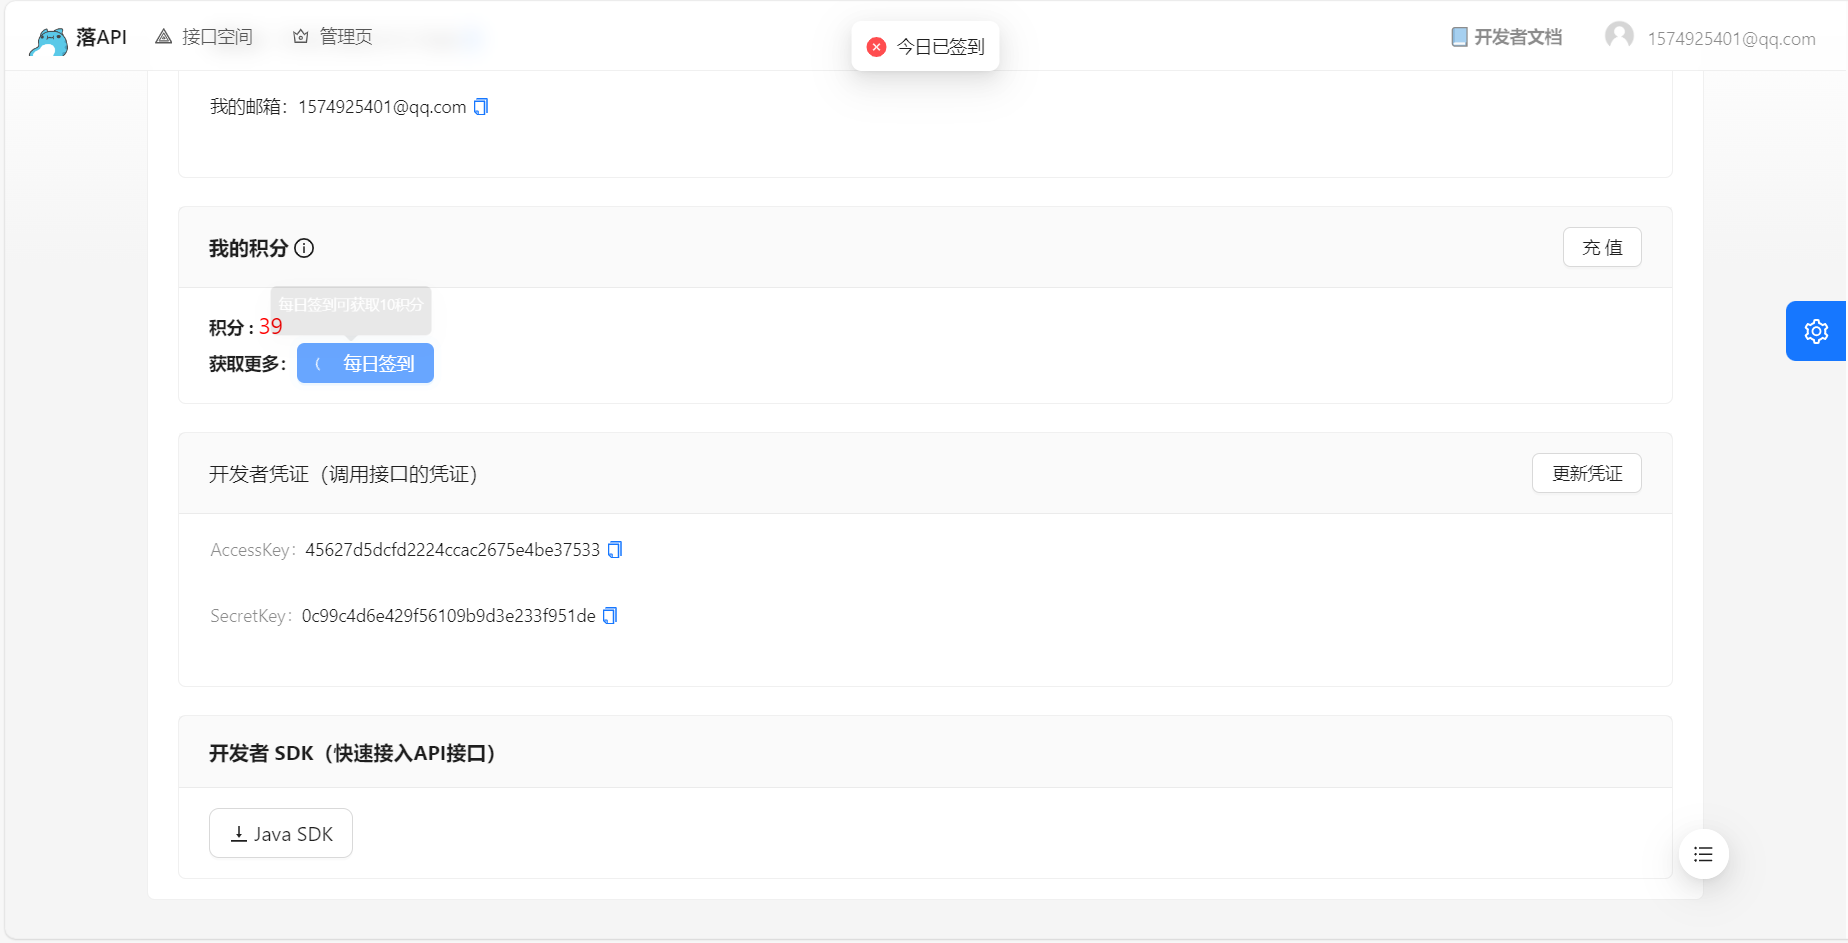 落API
接口空间
管理页
今日已签到
开发者文档
1574925401@qq.com
我的邮箱：1574925401@qq.com
我的积分
充 值
每日签到可获取10积分
积分 : 39
获取更多：
每日签到
开发者凭证（调用接口的凭证）
更新凭证
AccessKey：45627d5dcfd2224ccac2675e4be37533
SecretKey：0c99c4d6e429f56109b9d3e233f951de
开发者 SDK（快速接入API接口）
Java SDK